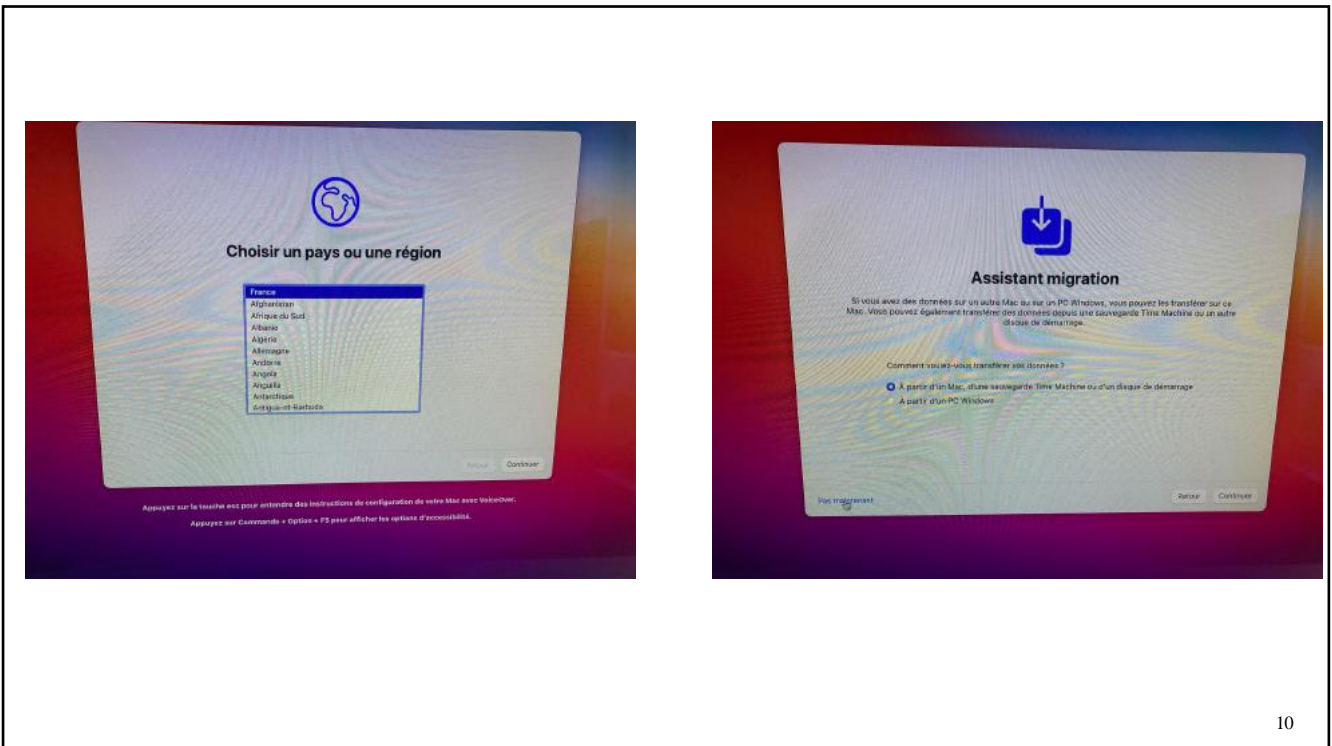 Choisir un pays ou une région
France
Afghanistan
Afrique du Sud
Albanie
Algérie
Allemagne
Andorre
Angola
Anguilla
Antarctique
Antigua-et-Barbuda
Retour Continuer
Appuyez sur la touche esc pour entendre des instructions de configuration de votre Mac avec VoiceOver.
Appuyez sur Commande + Option + F5 pour afficher les options d'accessibilité.
Assistant migration
Si vous avez des données sur un autre Mac ou sur un PC Windows, vous pouvez les transférer sur ce
Mac. Vous pouvez également transférer des données depuis une sauvegarde Time Machine ou un autre
disque de démarrage.
Comment voulez-vous transférer vos données ?
À partir d'un Mac, d'une sauvegarde Time Machine ou d'un disque de démarrage
À partir d'un PC Windows
Pas maintenant
Retour Continuer
10